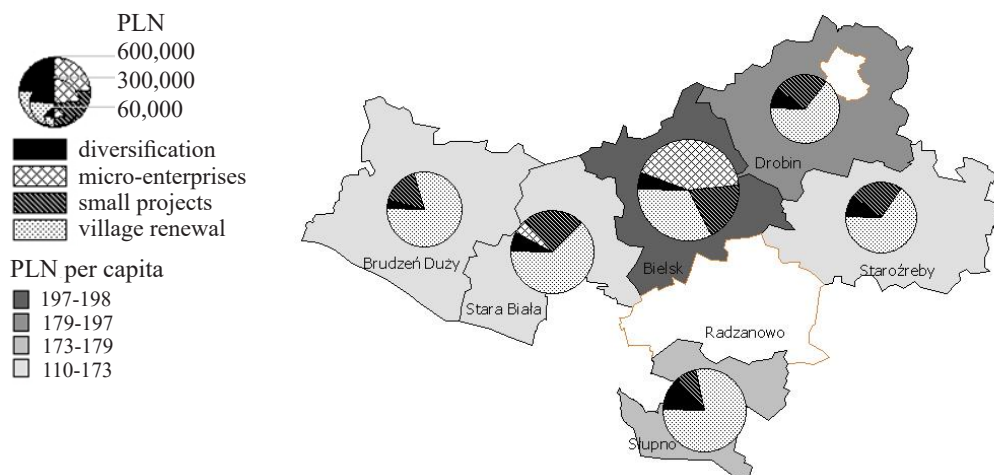 PLN
600,000
300,000
60,000
diversification
micro-enterprises
small projects
village renewal
PLN per capita
197-198
179-197
173-179
110-173
Drobin
Brudzeń Duży
Bielsk
Staroźreby
Stara Biała
Radzanowo
Słupno